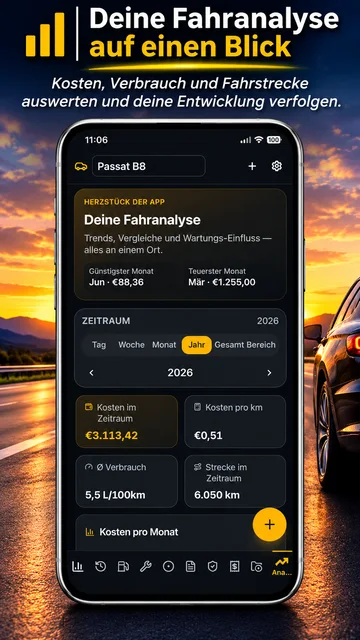 Deine Fahranalyse
auf einen Blick
Kosten, Verbrauch und Fahrstrecke
auswerten und deine Entwicklung verfolgen.
11:06
100
Passat B8
HERZSTÜCK DER APP
Deine Fahranalyse
Trends, Vergleiche und Wartungs-Einfluss —
alles an einem Ort.
Günstigster Monat
Jun · €88,36
Teuerster Monat
Mär · €1.255,00
ZEITRAUM
2026
Tag Woche Monat Jahr Gesamt Bereich
2026
Kosten im
Zeitraum
€3.113,42
Kosten pro km
€0,51
Ø Verbrauch
5,5 L/100km
Strecke im
Zeitraum
6.050 km
Kosten pro Monat
Ana...